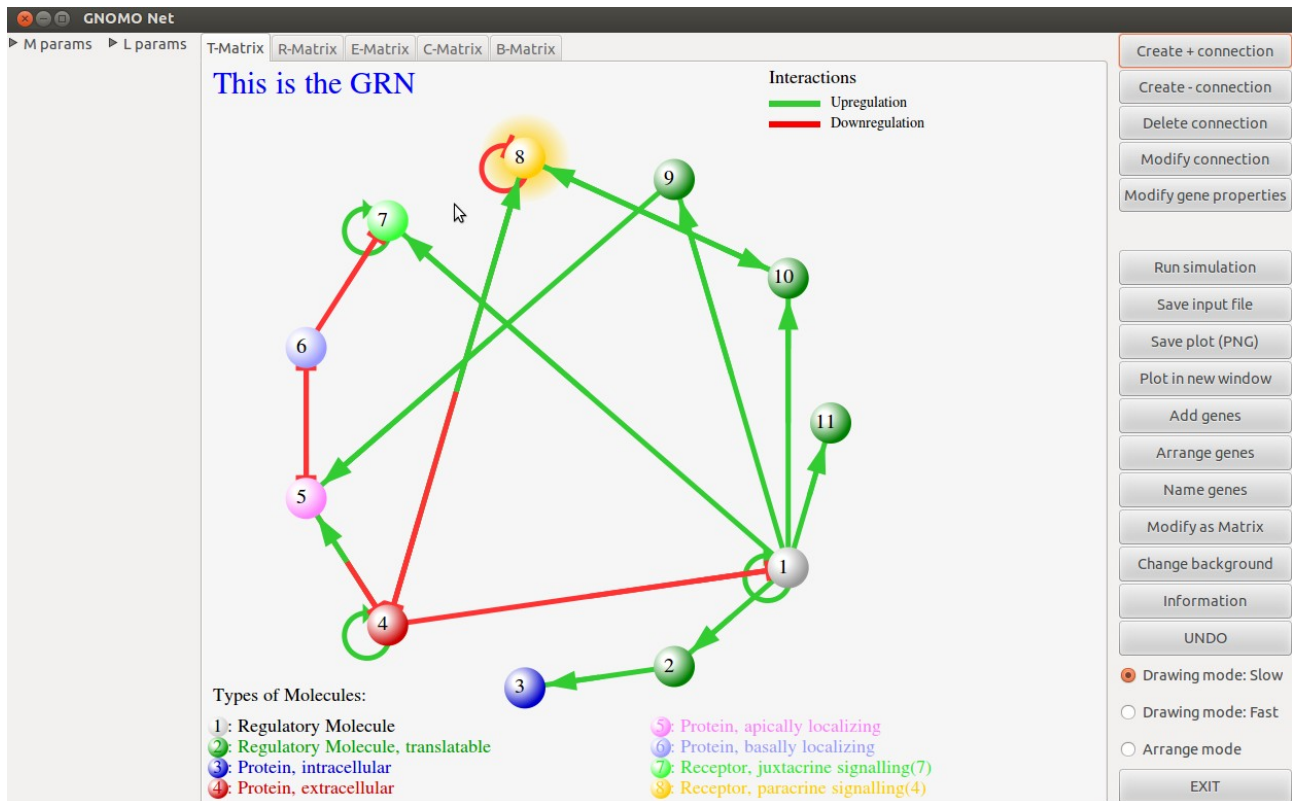 GNOMO Net
M params L params
T-Matrix R-Matrix E-Matrix C-Matrix B-Matrix
This is the GRN
Interactions
Upregulation
Downregulation
8
9
7
10
6
11
5
1
4
2
3
Types of Molecules:
1: Regulatory Molecule
2: Regulatory Molecule, translatable
3: Protein, intracellular
4: Protein, extracellular
5: Protein, apically localizing
6: Protein, basally localizing
7: Receptor, juxtacrine signalling(7)
8: Receptor, paracrine signalling(4)
Create + connection
Create - connection
Delete connection
Modify connection
Modify gene properties
Run simulation
Save input file
Save plot (PNG)
Plot in new window
Add genes
Arrange genes
Name genes
Modify as Matrix
Change background
Information
UNDO
Drawing mode: Slow
Drawing mode: Fast
Arrange mode
EXIT